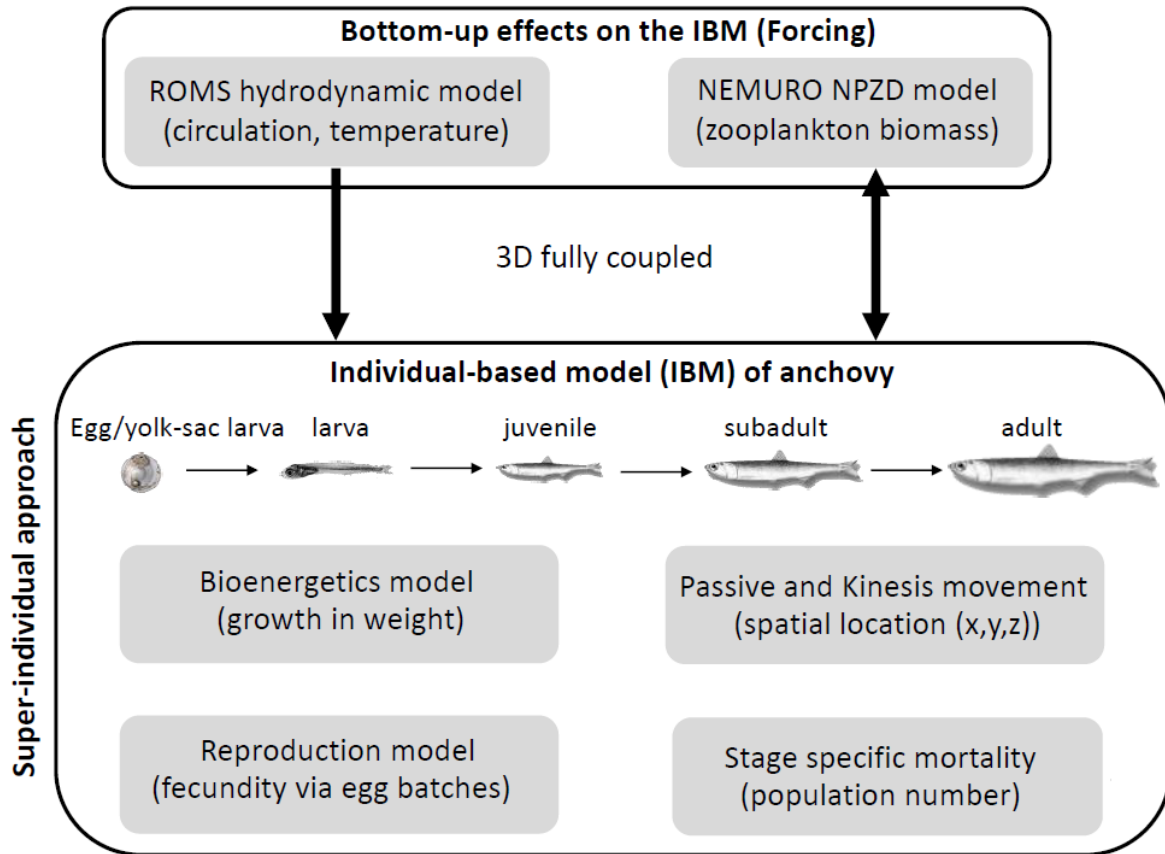 Bottom-up effects on the IBM (Forcing)
ROMS hydrodynamic model
(circulation, temperature)
NEMURO NPZD model
(zooplankton biomass)
3D fully coupled
Super-individual approach
Individual-based model (IBM) of anchovy
Egg/yolk-sac larva
larva
juvenile
subadult
adult
Bioenergetics model
(growth in weight)
Passive and Kinesis movement
(spatial location (x,y,z))
Reproduction model
(fecundity via egg batches)
Stage specific mortality
(population number)